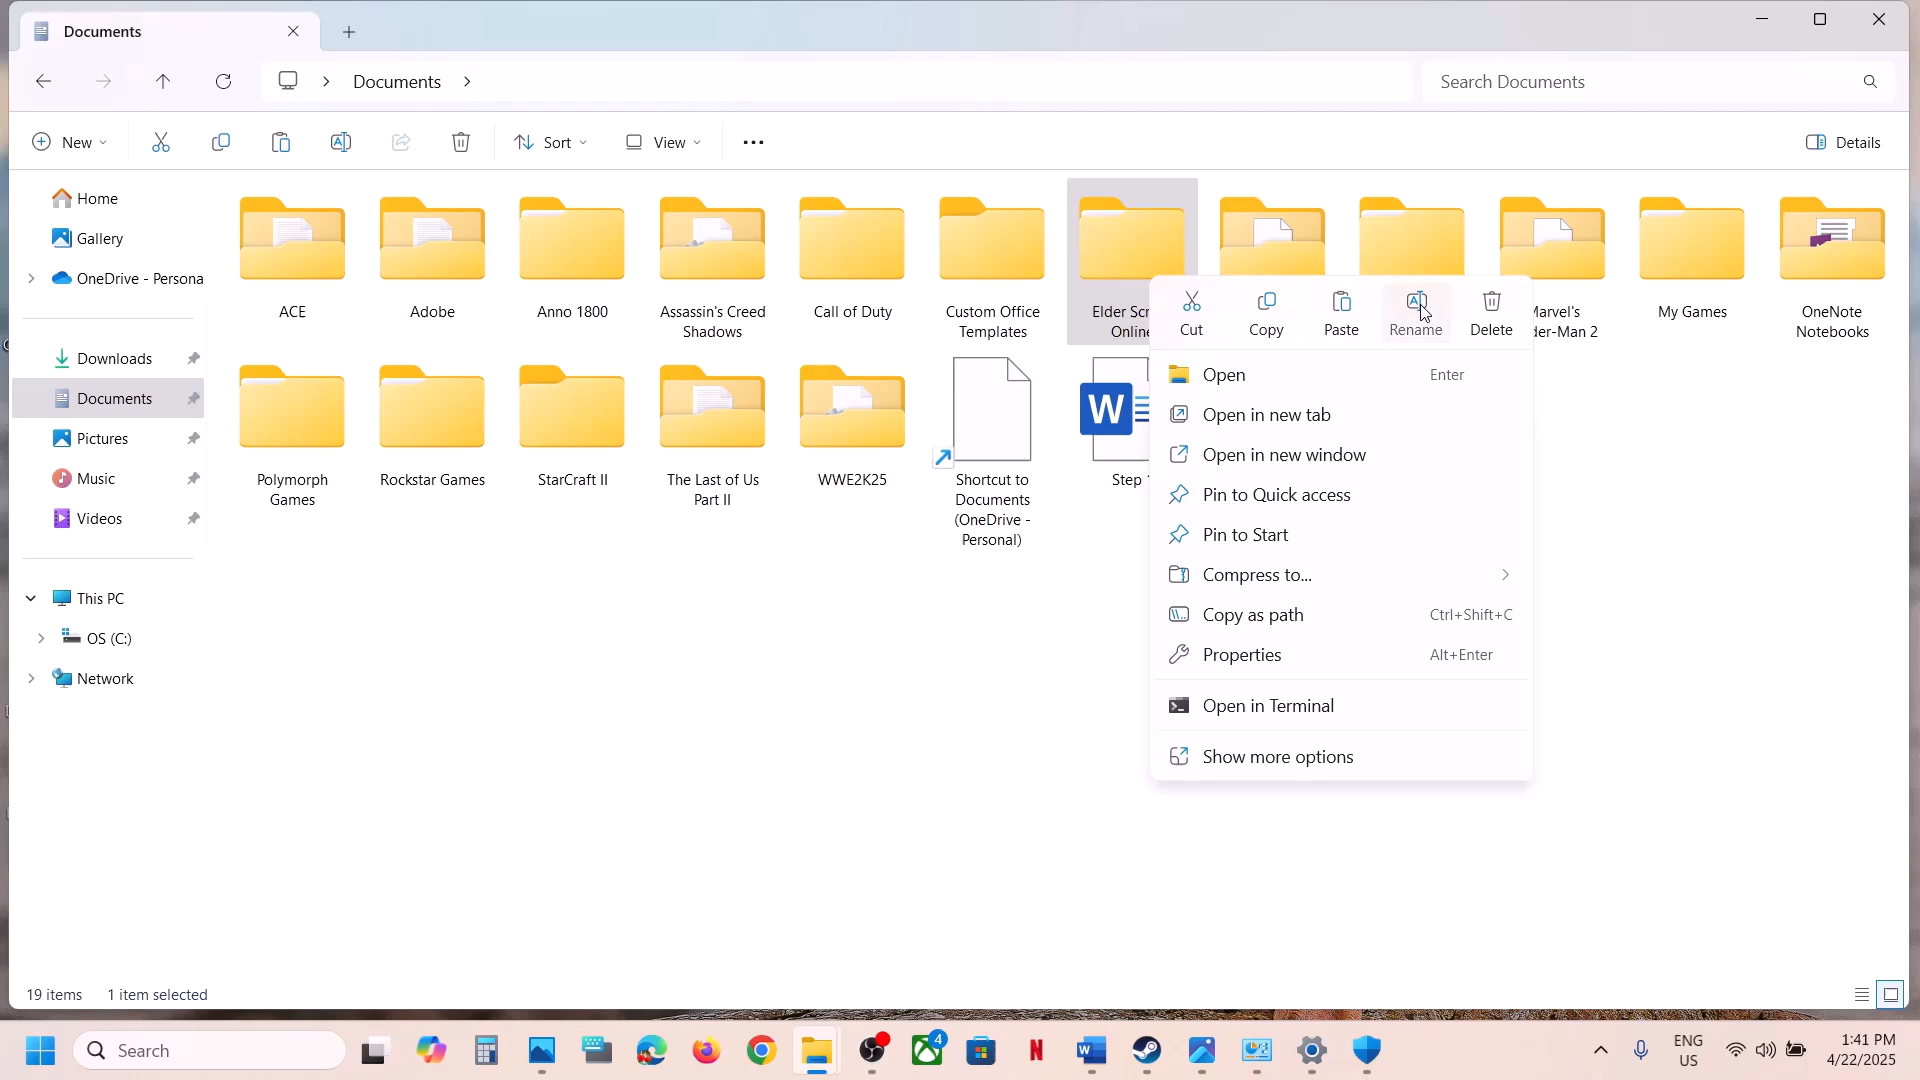 Documents
Documents
Search Documents
New
Sort
View
Details
Home
Gallery
OneDrive - Persona
Downloads
Documents
Pictures
Music
Videos
This PC
OS (C:)
Network
ACE
Adobe
Anno 1800
Assassin's Creed
Shadows
Call of Duty
Custom Office
Templates
Elder Scr
Online
Marvel's
der-Man 2
My Games
OneNote
Notebooks
Polymorph
Games
Rockstar Games
StarCraft II
The Last of Us
Part II
WWE2K25
Shortcut to
Documents
(OneDrive -
Personal)
W
Step
Cut
Copy
Paste
Rename
Delete
Open Enter
Open in new tab
Open in new window
Pin to Quick access
Pin to Start
Compress to...
Copy as path Ctrl+Shift+C
Properties Alt+Enter
Open in Terminal
Show more options
19 items 1 item selected
Search
4
N
W
ENG
US
1:41 PM
4/22/2025